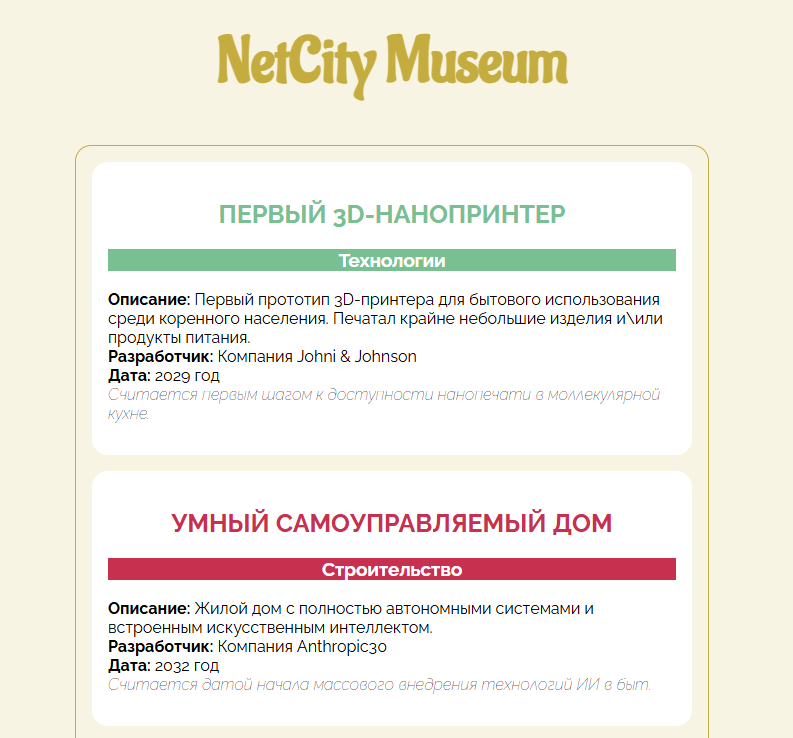 NetCity Museum
ПЕРВЫЙ 3D-НАНОПРИНТЕР
Технологии
Описание: Первый прототип 3D-принтера для бытового использования
среди коренного населения. Печатал крайне небольшие изделия и\или
продукты питания.
Разработчик: Компания Johni & Johnson
Дата: 2029 год
Считается первым шагом к доступности нанопечати в моллекулярной
кухне.
УМНЫЙ САМОУПРАВЛЯЕМЫЙ ДОМ
Строительство
Описание: Жилой дом с полностью автономными системами и
встроенным искусственным интеллектом.
Разработчик: Компания Anthropic30
Дата: 2032 год
Считается датой начала массового внедрения технологий ИИ в быт.